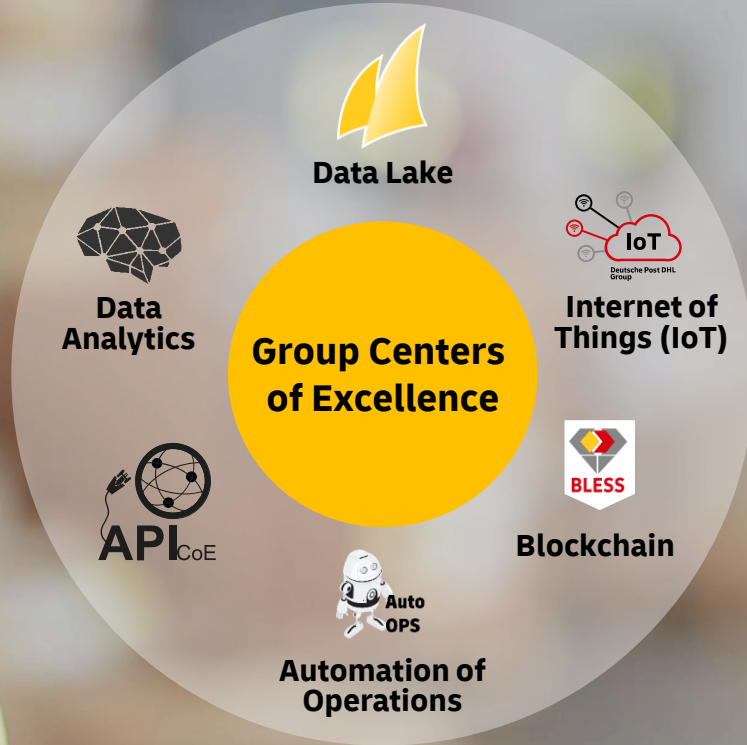 Data Lake
IoT
Deutsche Post DHL
Group
Internet of
Things (IoT)
BLESS
Blockchain
Auto
OPS
Automation of
Operations
API CoE
Data
Analytics
Group Centers
of Excellence